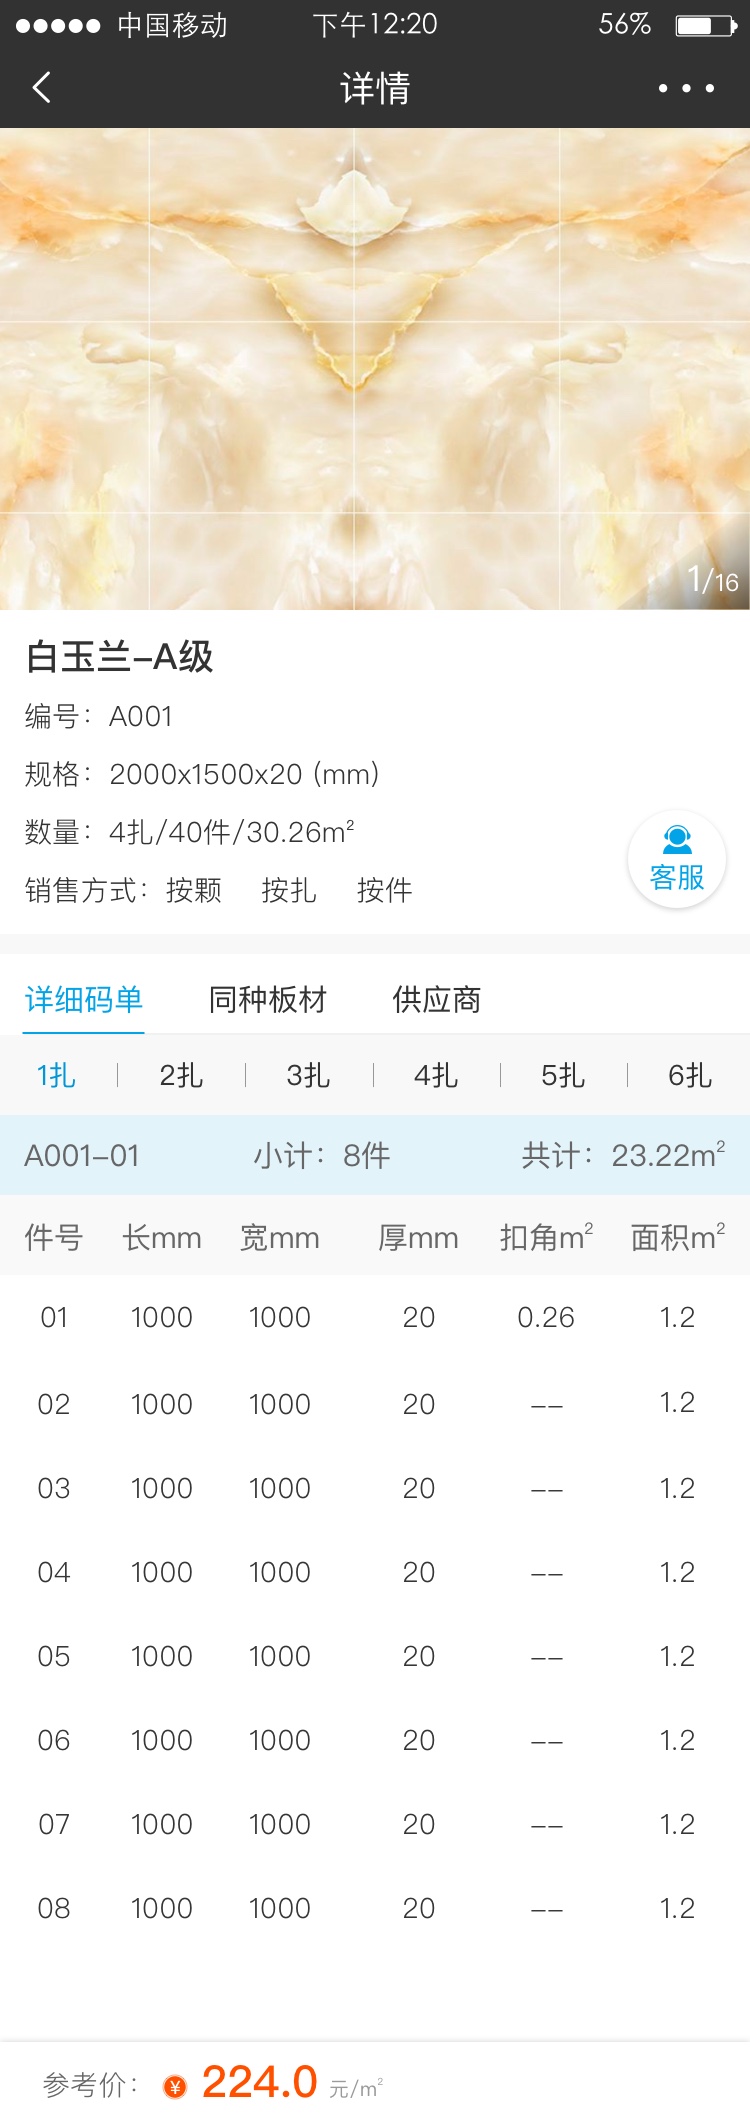 中国移动 下午12:20 56%
详情
1/16
白玉兰-A级
编号：A001
规格：2000x1500x20 (mm)
数量：4扎/40件/30.26m²
销售方式：按颗 按扎 按件
客服
详细码单 同种板材 供应商
1扎 2扎 3扎 4扎 5扎 6扎
A001-01 小计：8件 共计：23.22m²
件号 长mm 宽mm 厚mm 扣角m² 面积m²
01 1000 1000 20 0.26 1.2
02 1000 1000 20 -- 1.2
03 1000 1000 20 -- 1.2
04 1000 1000 20 -- 1.2
05 1000 1000 20 -- 1.2
06 1000 1000 20 -- 1.2
07 1000 1000 20 -- 1.2
08 1000 1000 20 -- 1.2
参考价：¥ 224.0 元/m²